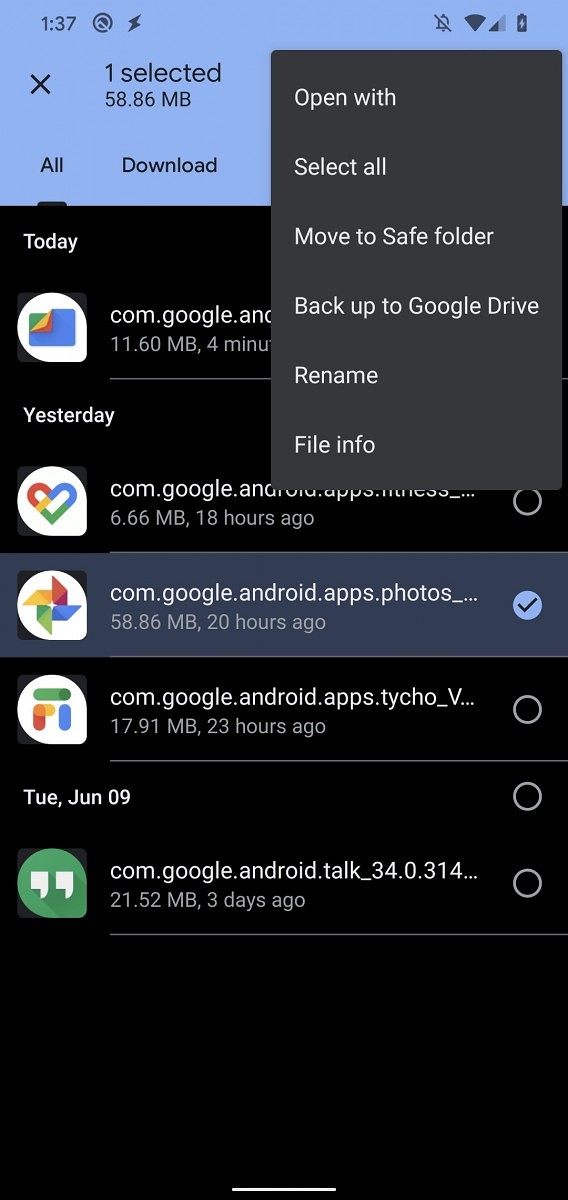 1:37
1 selected
58.86 MB
All
Download
Open with
Select all
Move to Safe folder
Back up to Google Drive
Rename
File info
Today
com.google.and
11.60 MB, 4 minut
Yesterday
com.google.android.apps.fitness_...
6.66 MB, 18 hours ago
com.google.android.apps.photos_...
58.86 MB, 20 hours ago
com.google.android.apps.tycho_V...
17.91 MB, 23 hours ago
Tue, Jun 09
com.google.android.talk_34.0.314...
21.52 MB, 3 days ago